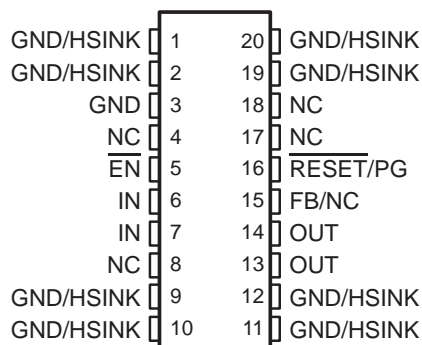 GND/HSINK 1 20 GND/HSINK
GND/HSINK 2 19 GND/HSINK
GND 3 18 NC
NC 4 17 NC
EN 5 16 RESET/PG
IN 6 15 FB/NC
IN 7 14 OUT
NC 8 13 OUT
GND/HSINK 9 12 GND/HSINK
GND/HSINK 10 11 GND/HSINK